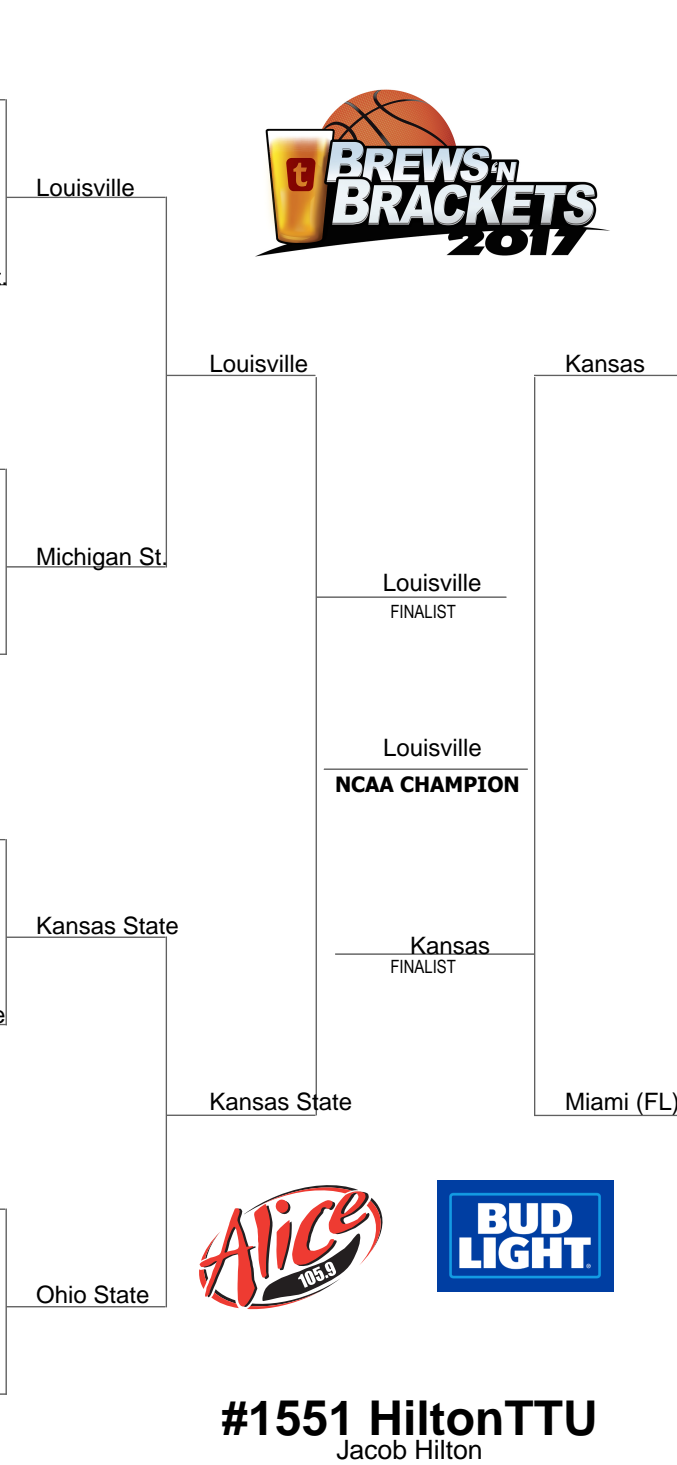 t
BREWS 'N
BRACKETS
2017
Louisville
Louisville
Kansas
Michigan St.
Louisville
FINALIST
Louisville
NCAA CHAMPION
Kansas State
Kansas
FINALIST
Kansas State
Miami (FL)
Alice
105.9
BUD
LIGHT
Ohio State
#1551 HiltonTTU
Jacob Hilton